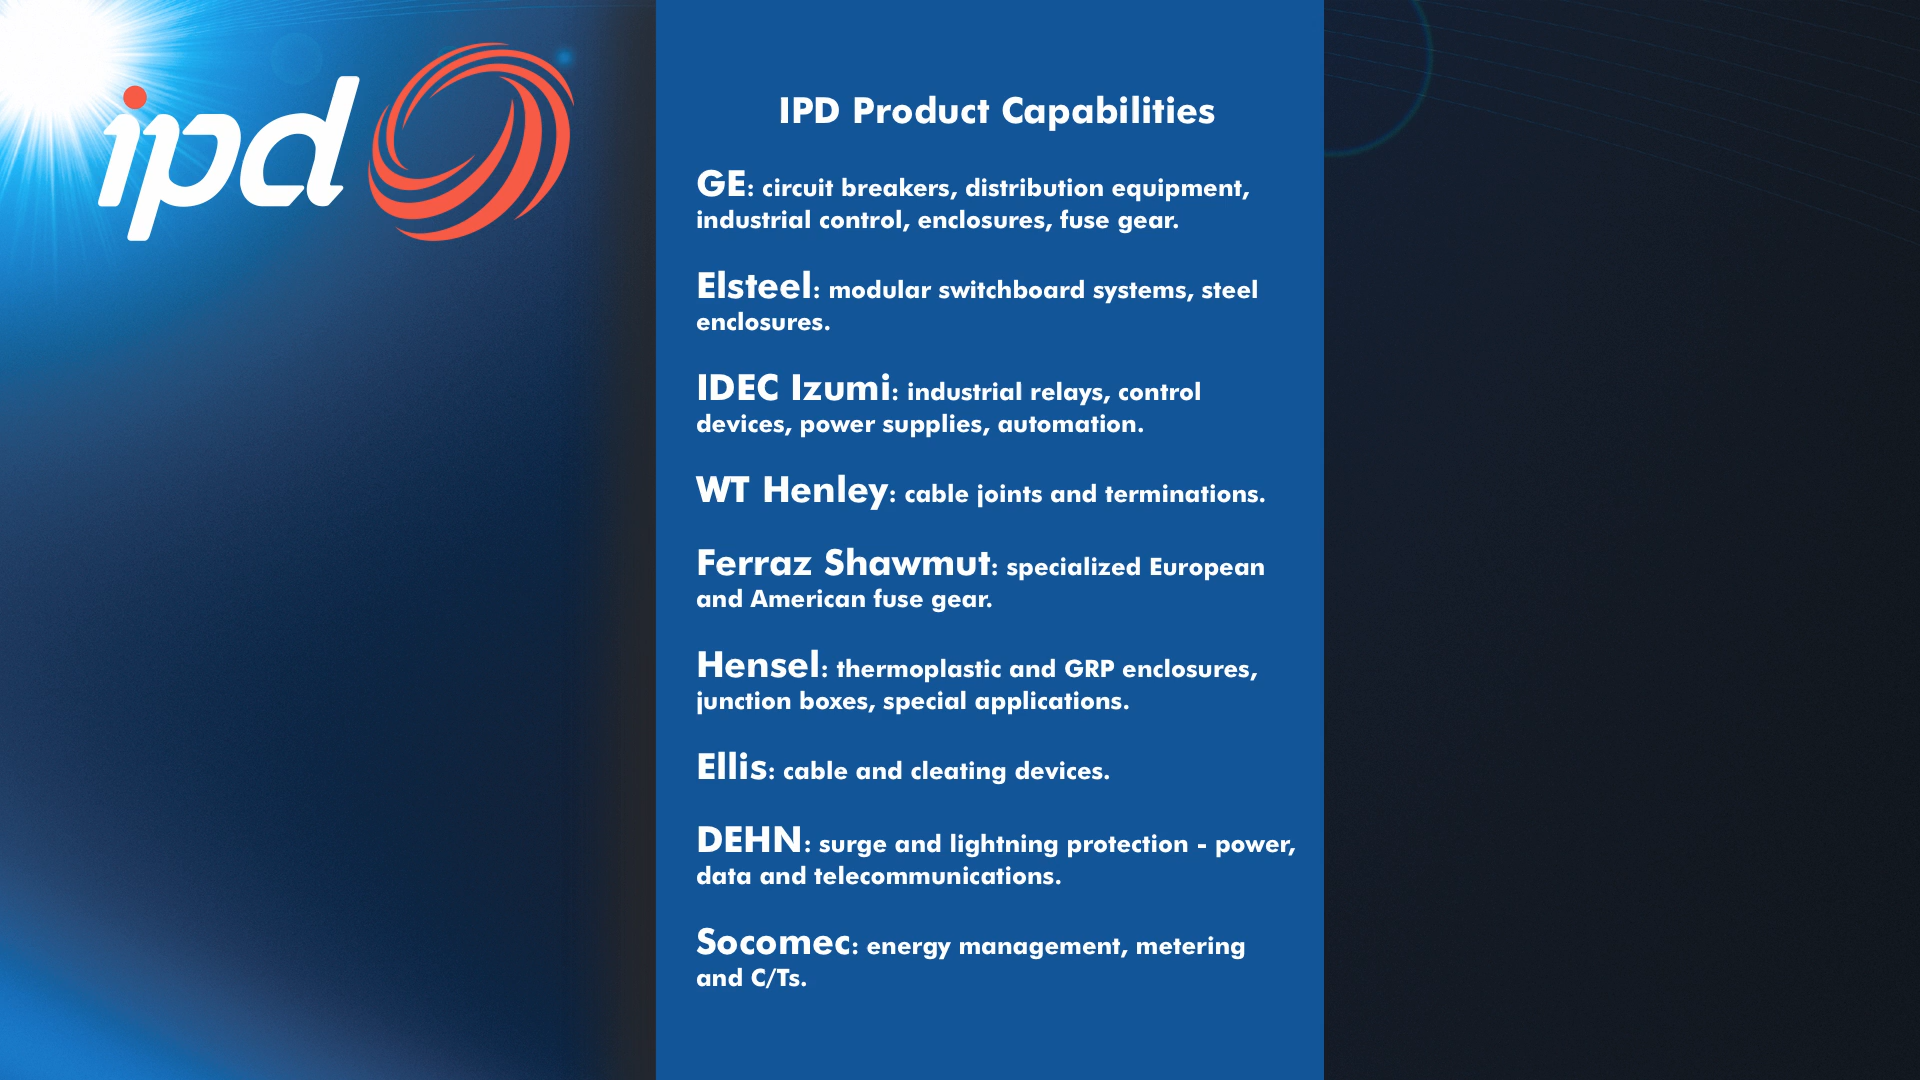 ipd
IPD Product Capabilities
GE: circuit breakers, distribution equipment,
industrial control, enclosures, fuse gear.
Elsteel: modular switchboard systems, steel
enclosures.
IDEC Izumi: industrial relays, control
devices, power supplies, automation.
WT Henley: cable joints and terminations.
Ferraz Shawmut: specialized European
and American fuse gear.
Hensel: thermoplastic and GRP enclosures,
junction boxes, special applications.
Ellis: cable and cleating devices.
DEHN: surge and lightning protection - power,
data and telecommunications.
Socomec: energy management, metering
and C/Ts.